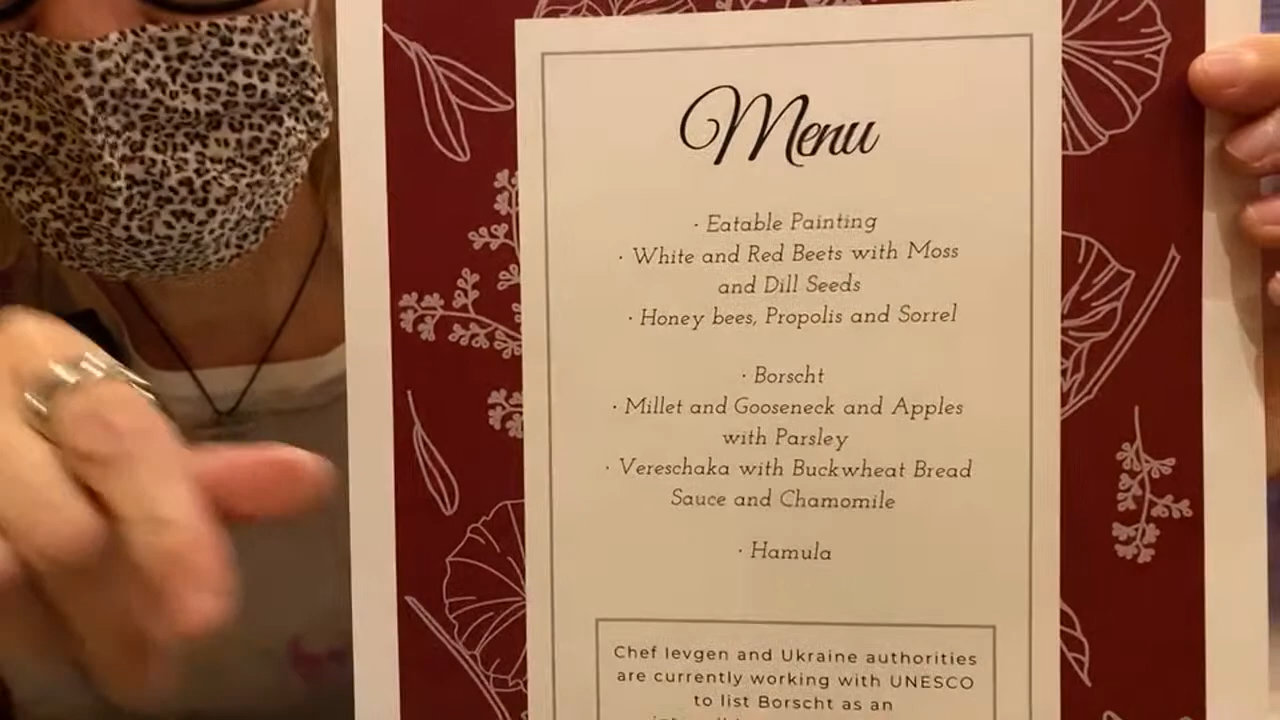 Menu
· Eatable Painting
· White and Red Beets with Moss
and Dill Seeds
· Honey bees, Propolis and Sorrel
· Borscht
· Millet and Gooseneck and Apples
with Parsley
· Vereschaka with Buckwheat Bread
Sauce and Chamomile
· Hamula
Chef Ievgen and Ukraine authorities
are currently working with UNESCO
to list Borscht as an